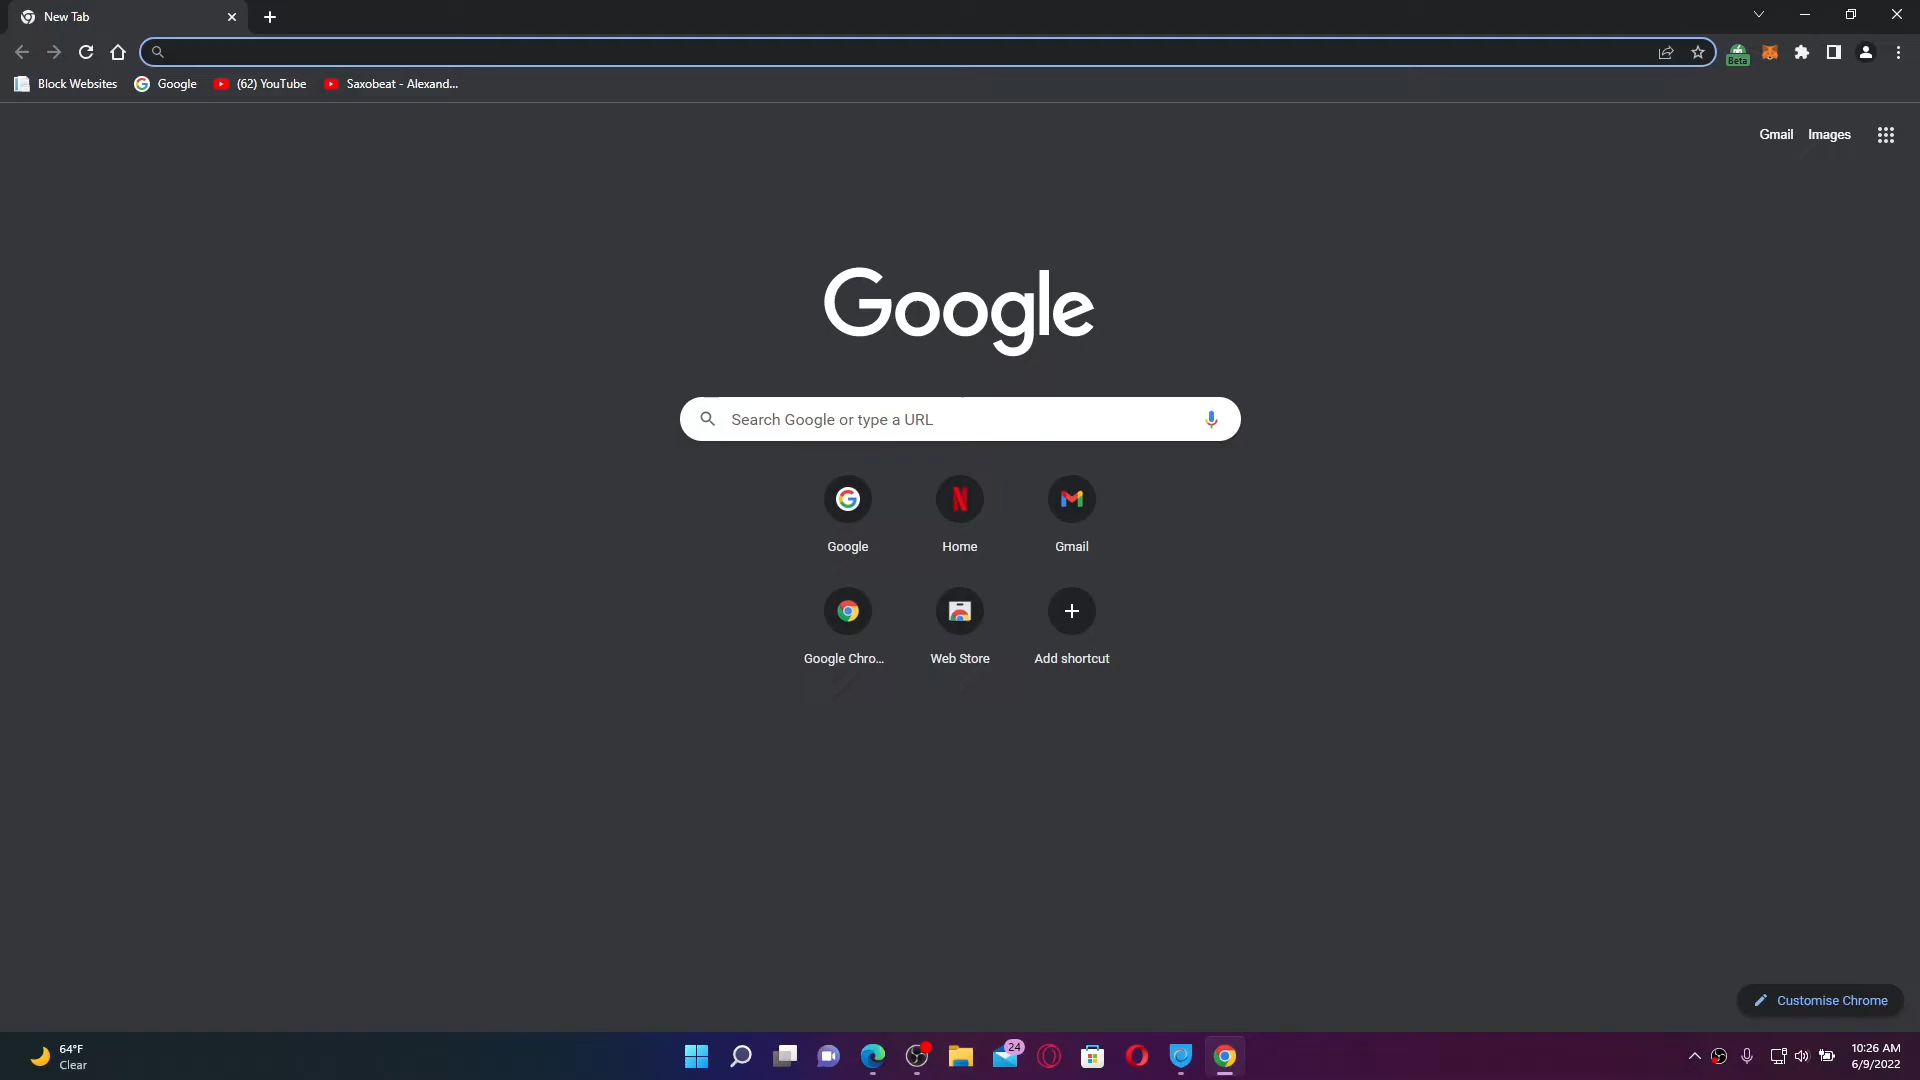 New Tab
Beta
Block Websites
Google
(62) YouTube
Saxobeat - Alexand...
Gmail
Images
Google
Search Google or type a URL
Google
Home
Gmail
Google Chro...
Web Store
Add shortcut
Customise Chrome
64°F
Clear
24
10:26 AM
6/9/2022